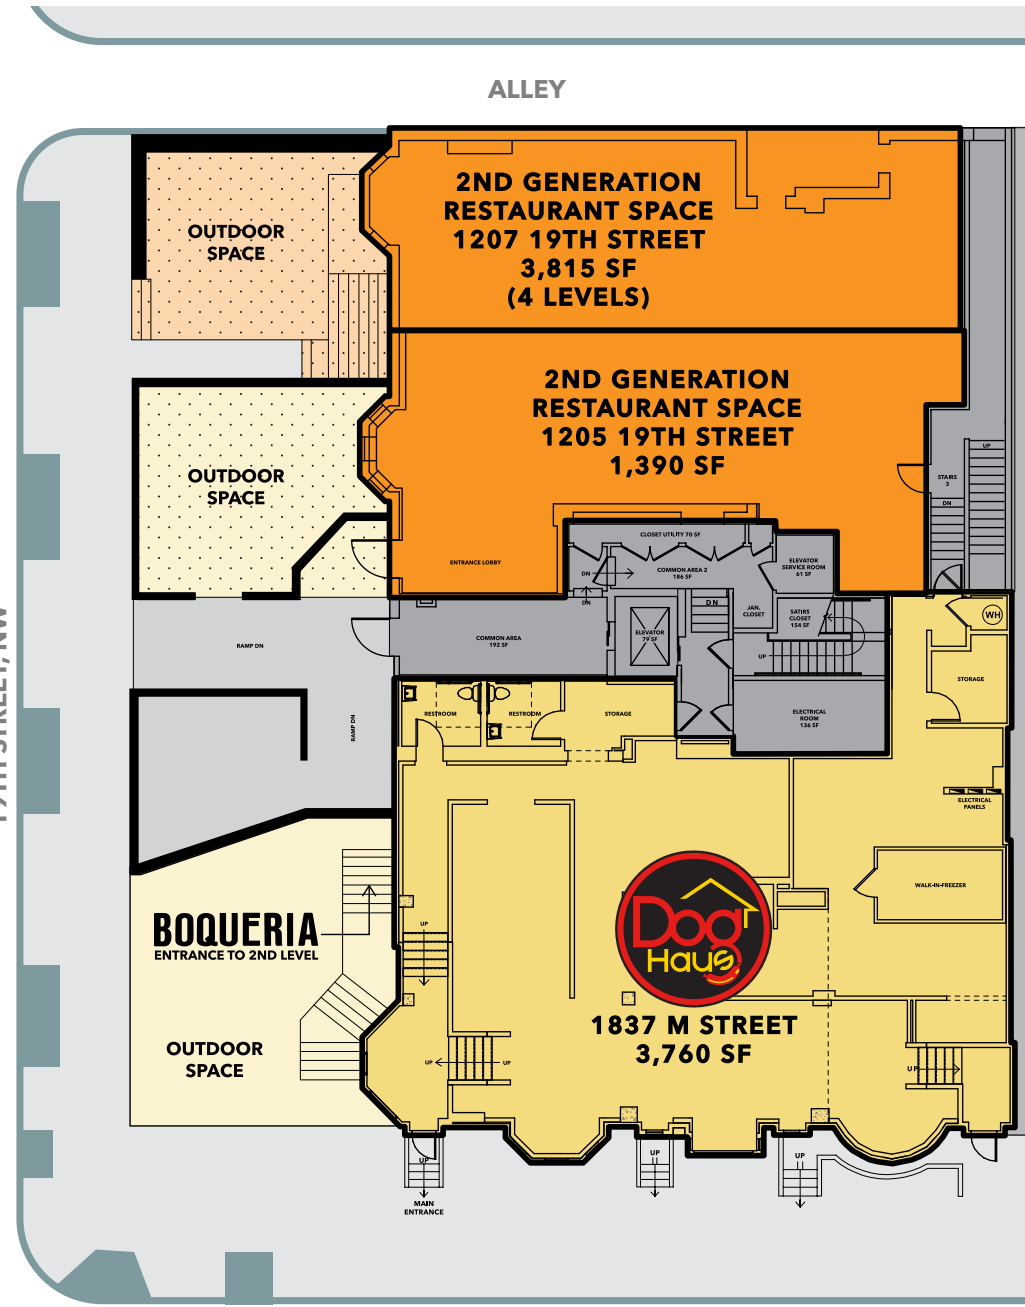 ALLEY
2ND GENERATION
RESTAURANT SPACE
1207 19TH STREET
3,815 SF
(4 LEVELS)
OUTDOOR
SPACE
2ND GENERATION
RESTAURANT SPACE
1205 19TH STREET
1,390 SF
OUTDOOR
SPACE
UP
STAIRS
3
DN
CLOSET UTILITY 70 SF
ENTRANCE LOBBY
DN
COMMON AREA 2
186 SF
ELEVATOR
SERVICE ROOM
61 SF
DN
DN
JAN.
CLOSET
SATIRS
CLOSET
154 SF
WH
RAMP DN
COMMON AREA
192 SF
ELEVATOR
79 SF
UP
STORAGE
RESTROOM
RESTROOM
STORAGE
ELECTRICAL
ROOM
136 SF
RAMP DN
ELECTRICAL
PANELS
WALK-IN-FREEZER
BOQUERIA
ENTRANCE TO 2ND LEVEL
UP
Dog
Haus
1837 M STREET
3,760 SF
OUTDOOR
SPACE
UP
UP
UP
UP
UP
UP
MAIN
ENTRANCE